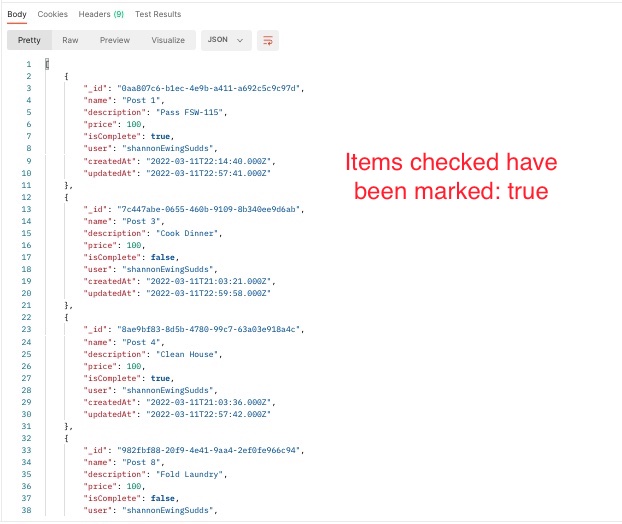 Body Cookies Headers (9) Test Results
Pretty Raw Preview Visualize JSON
1 [
2 {
3 "_id": "0aa807c6-b1ec-4e9b-a411-a692c5c9c97d",
4 "name": "Post 1",
5 "description": "Pass FSW-115",
6 "price": 100,
7 "isComplete": true,
8 "user": "shannonEwingSudds",
9 "createdAt": "2022-03-11T22:14:40.000Z",
10 "updatedAt": "2022-03-11T22:57:41.000Z"
11 },
12 {
13 "_id": "7c447abe-0655-460b-9109-8b340ee9d6ab",
14 "name": "Post 3",
15 "description": "Cook Dinner",
16 "price": 100,
17 "isComplete": false,
18 "user": "shannonEwingSudds",
19 "createdAt": "2022-03-11T21:03:21.000Z",
20 "updatedAt": "2022-03-11T22:59:58.000Z"
21 },
22 {
23 "_id": "8ae9bf83-8d5b-4780-99c7-63a03e918a4c",
24 "name": "Post 4",
25 "description": "Clean House",
26 "price": 100,
27 "isComplete": true,
28 "user": "shannonEwingSudds",
29 "createdAt": "2022-03-11T21:03:36.000Z",
30 "updatedAt": "2022-03-11T22:57:42.000Z"
31 },
32 {
33 "_id": "982fbf88-20f9-4e41-9aa4-2ef0fe966c94",
34 "name": "Post 8",
35 "description": "Fold Laundry",
36 "price": 100,
37 "isComplete": false,
38 "user": "shannonEwingSudds",
Items checked have
been marked: true